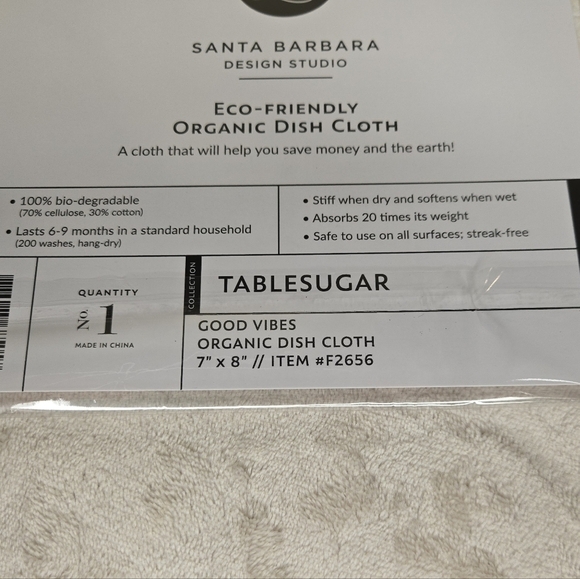 SANTA BARBARA
DESIGN STUDIO
ECO-FRIENDLY
ORGANIC DISH CLOTH
A cloth that will help you save money and the earth!
• 100% bio-degradable
(70% cellulose, 30% cotton)
• Lasts 6-9 months in a standard household
(200 washes, hang-dry)
• Stiff when dry and softens when wet
• Absorbs 20 times its weight
• Safe to use on all surfaces; streak-free
QUANTITY
No. 1
MADE IN CHINA
COLLECTION
TABLESUGAR
GOOD VIBES
ORGANIC DISH CLOTH
7" x 8" // ITEM #F2656